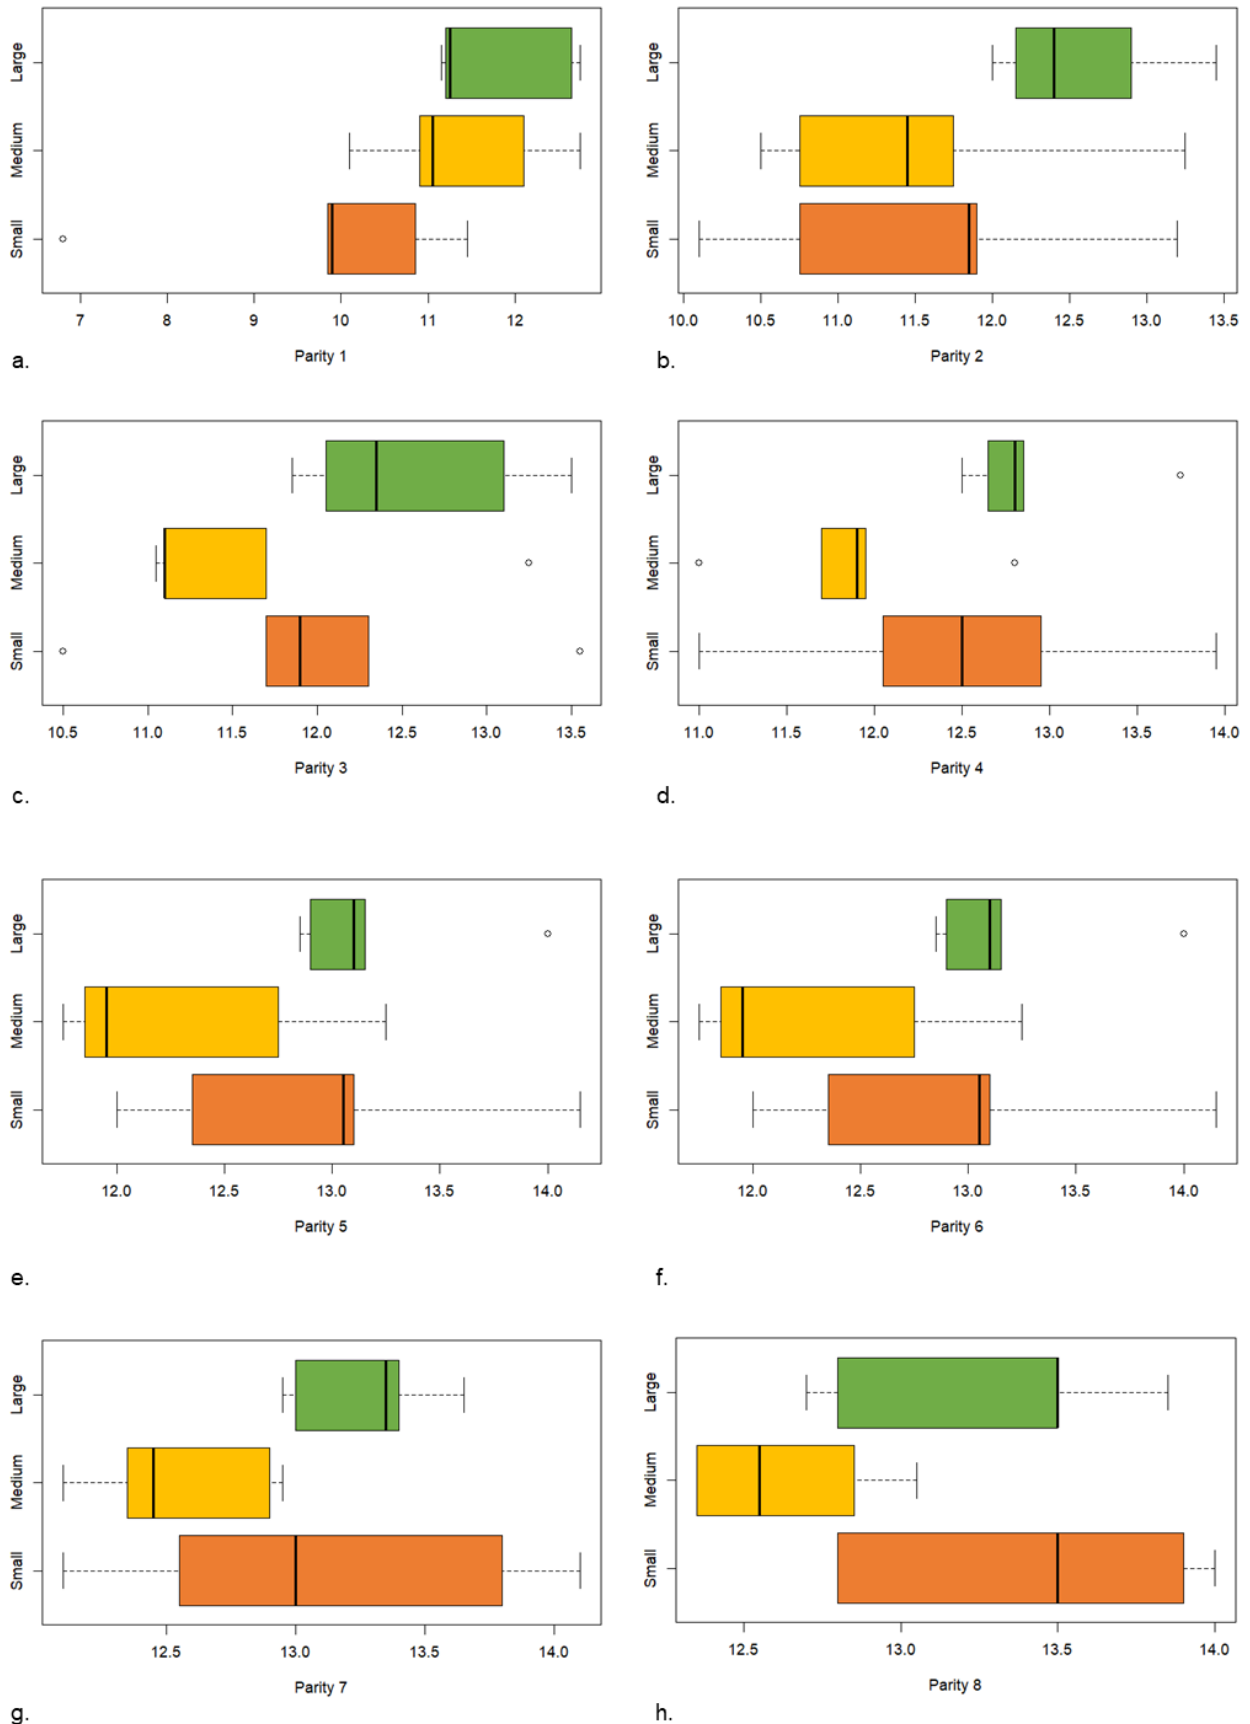 Large
Medium
Small
7 8 9 10 11 12
Parity 1
a.
Large
Medium
Small
10.0 10.5 11.0 11.5 12.0 12.5 13.0 13.5
Parity 2
b.
Large
Medium
Small
10.5 11.0 11.5 12.0 12.5 13.0 13.5
Parity 3
c.
Large
Medium
Small
11.0 11.5 12.0 12.5 13.0 13.5 14.0
Parity 4
d.
Large
Medium
Small
12.0 12.5 13.0 13.5 14.0
Parity 5
e.
Large
Medium
Small
12.0 12.5 13.0 13.5 14.0
Parity 6
f.
Large
Medium
Small
12.5 13.0 13.5 14.0
Parity 7
g.
Large
Medium
Small
12.5 13.0 13.5 14.0
Parity 8
h.